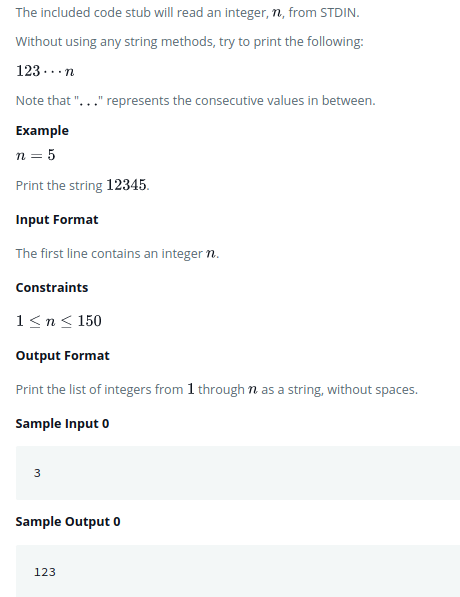 The included code stub will read an integer, n, from STDIN.
Without using any string methods, try to print the following:
123⋯n
Note that "..." represents the consecutive values in between.
Example
n = 5
Print the string 12345.
Input Format
The first line contains an integer n.
Constraints
1 ≤ n ≤ 150
Output Format
Print the list of integers from 1 through n as a string, without spaces.
Sample Input 0
3
Sample Output 0
123